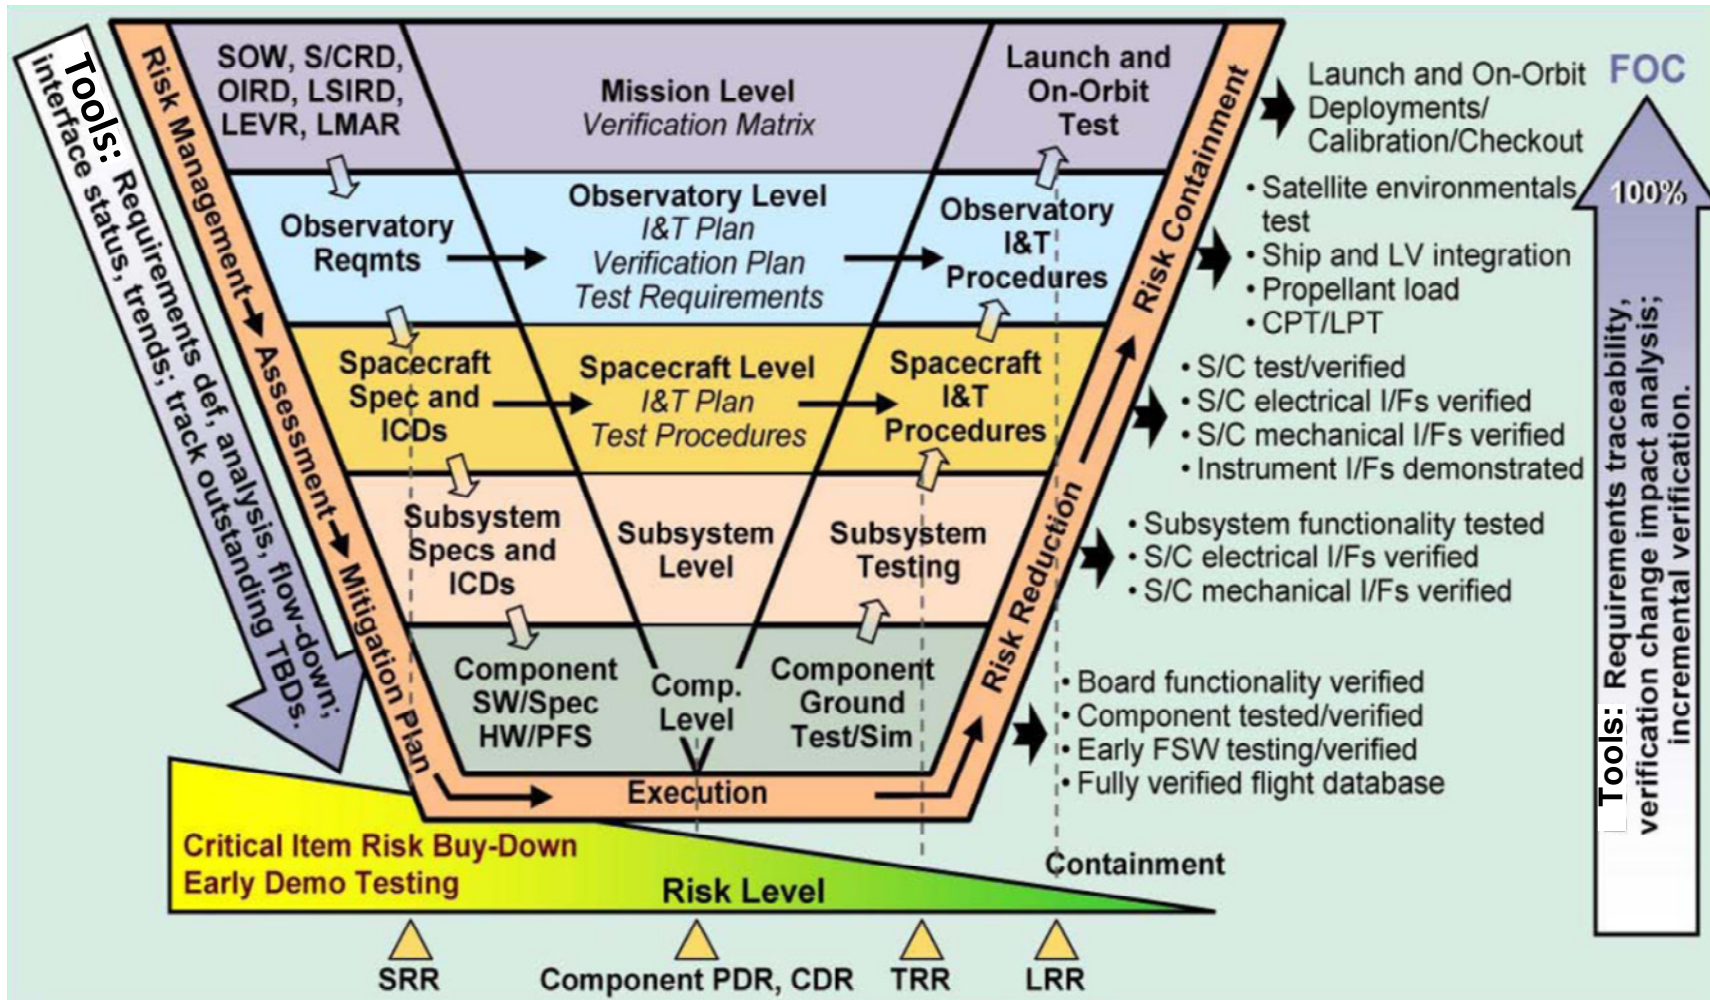 Tools: Requirements def, analysis, flow-down;
interface status, trends; track outstanding TBDs.
Risk Management
Assessment
Mitigation Plan
SOW, S/CRD,
OIRD, LSIRD,
LEVR, LMAR
Mission Level
Verification Matrix
Launch and
On-Orbit
Test
Observatory
Reqmts
Observatory Level
I&T Plan
Verification Plan
Test Requirements
Observatory
I&T
Procedures
Spacecraft
Spec and
ICDs
Spacecraft Level
I&T Plan
Test Procedures
Spacecraft
I&T
Procedures
Subsystem
Specs and
ICDs
Subsystem
Level
Subsystem
Testing
Component
SW/Spec
HW/PFS
Comp.
Level
Component
Ground
Test/Sim
Execution
Risk Reduction
Risk Containment
Launch and On-Orbit
Deployments/
Calibration/Checkout
• Satellite environmentals
test
• Ship and LV integration
• Propellant load
• CPT/LPT
• S/C test/verified
• S/C electrical I/Fs verified
• S/C mechanical I/Fs verified
• Instrument I/Fs demonstrated
• Subsystem functionality tested
• S/C electrical I/Fs verified
• S/C mechanical I/Fs verified
• Board functionality verified
• Component tested/verified
• Early FSW testing/verified
• Fully verified flight database
FOC
100%
Tools: Requirements traceability,
verification change impact analysis;
incremental verification.
Critical Item Risk Buy-Down
Early Demo Testing
Risk Level
Containment
SRR
Component PDR, CDR
TRR
LRR